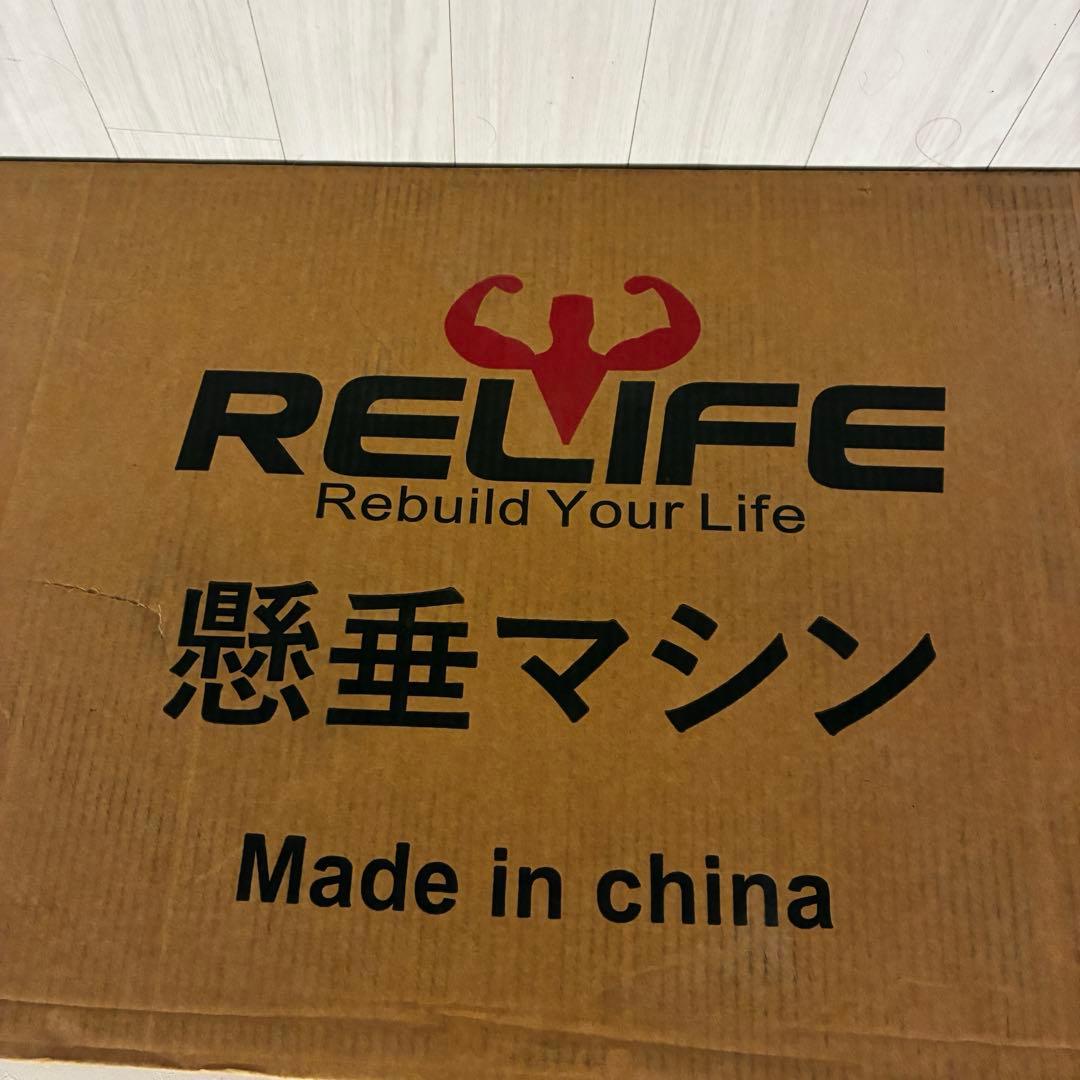 RELIFE
Rebuild Your Life
懸垂マシン
Made in china